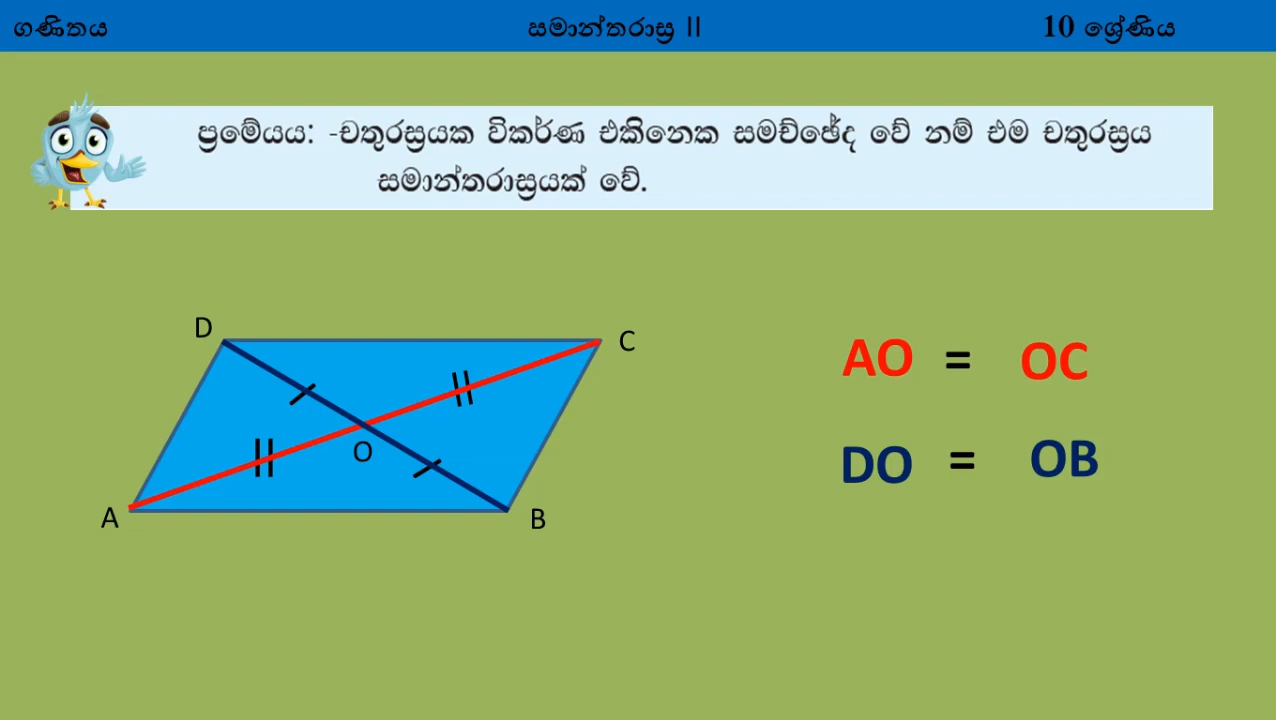 ගණිතය
සමාන්තරාස්‍ර II
10 ශ්‍රේණිය
ප්‍රමේයය: -චතුරස්‍රයක විකර්ණ එකිනෙක සමච්ඡේද වේ නම් එම චතුරස්‍රය
සමාන්තරාස්‍රයක් වේ.
D
C
O
A
B
AO = OC
DO = OB